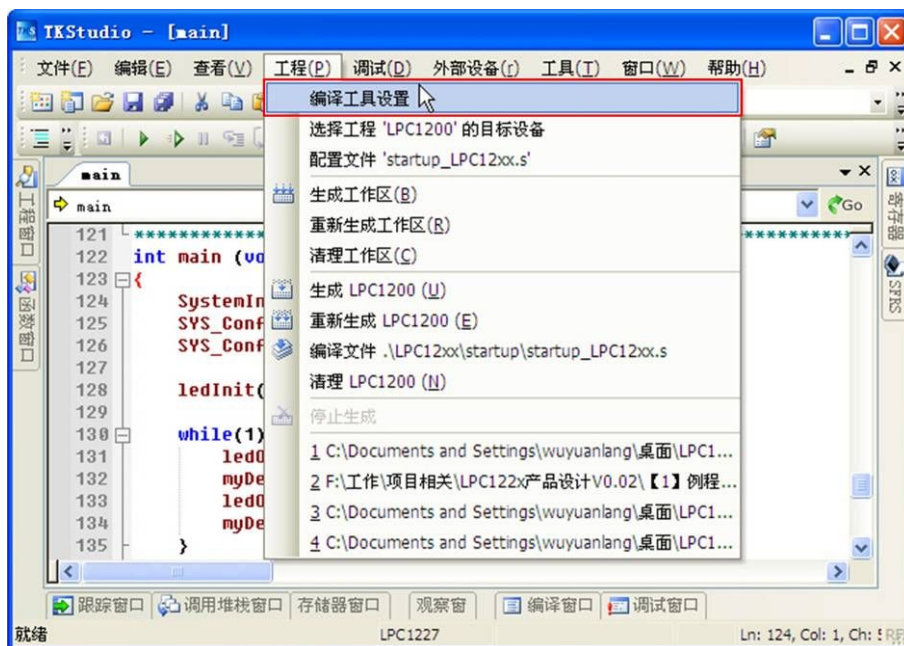 TKStudio - [main]
文件(F) 编辑(E) 查看(V) 工程(P) 调试(D) 外部设备(r) 工具(T) 窗口(W) 帮助(H)
编译工具设置
选择工程 'LPC1200' 的目标设备
配置文件 'startup_LPC12xx.s'
生成工作区(B)
重新生成工作区(R)
清理工作区(C)
生成 LPC1200 (U)
重新生成 LPC1200 (E)
编译文件 .\LPC12xx\startup\startup_LPC12xx.s
清理 LPC1200 (N)
停止生成
1 C:\Documents and Settings\wuyuanlang\桌面\LPC1...
2 F:\工作\项目相关\LPC122x产品设计V0.02\【1】例程...
3 C:\Documents and Settings\wuyuanlang\桌面\LPC1...
4 C:\Documents and Settings\wuyuanlang\桌面\LPC1...
main
main
Go
工程窗口
函数窗口
寄存器
SFRS
121 *************
122 int main (vo
123 {
124 SystemIn
125 SYS_Conf
126 SYS_Conf
127
128 ledInit(
129
130 while(1)
131 ledO
132 myDe
133 ledO
134 myDe
135 }
跟踪窗口 调用堆栈窗口 存储器窗口 观察窗 编译窗口 调试窗口
就绪 LPC1227 Ln: 124, Col: 1, Ch: